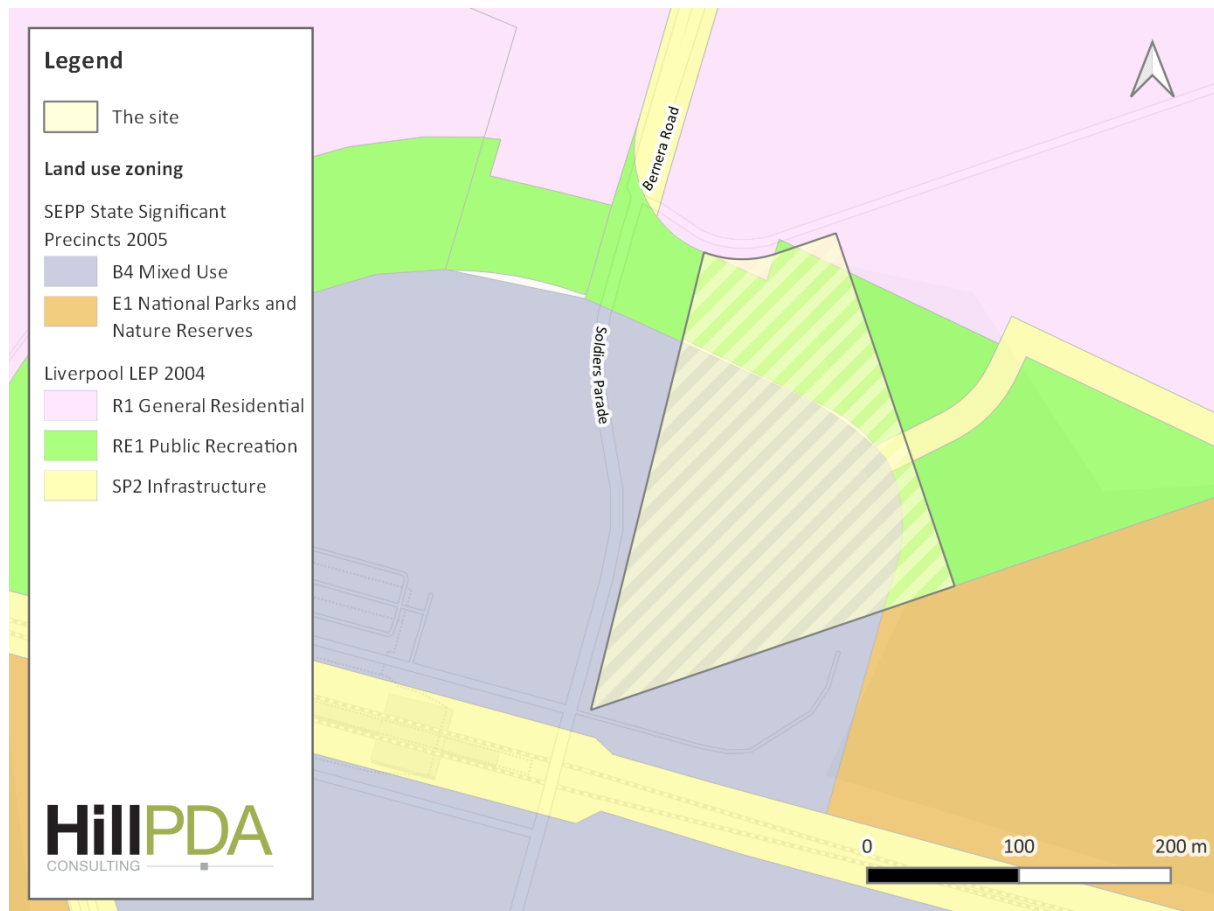 Legend
The site
Land use zoning
SEPP State Significant
Precincts 2005
B4 Mixed Use
E1 National Parks and
Nature Reserves
Liverpool LEP 2004
R1 General Residential
RE1 Public Recreation
SP2 Infrastructure
HillPDA
CONSULTING
Bernera Road
Soldiers Parade
0 100 200 m